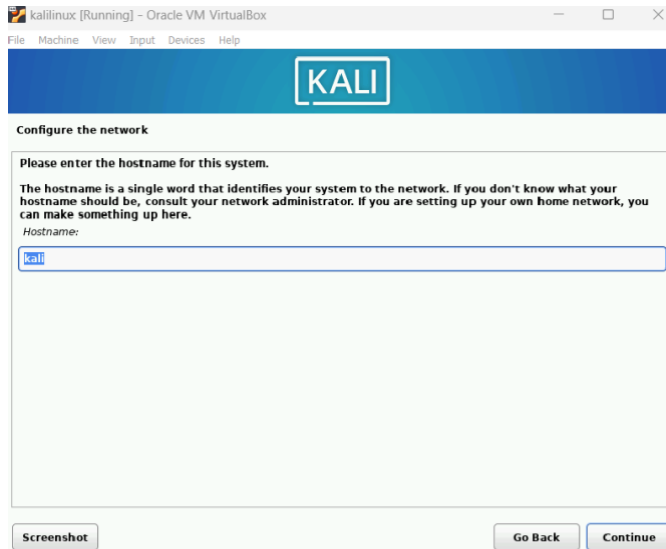 kalilinux [Running] - Oracle VM VirtualBox
File Machine View Input Devices Help
KALI
Configure the network
Please enter the hostname for this system.
The hostname is a single word that identifies your system to the network. If you don't know what your
hostname should be, consult your network administrator. If you are setting up your own home network, you
can make something up here.
Hostname:
kali
Screenshot Go Back Continue